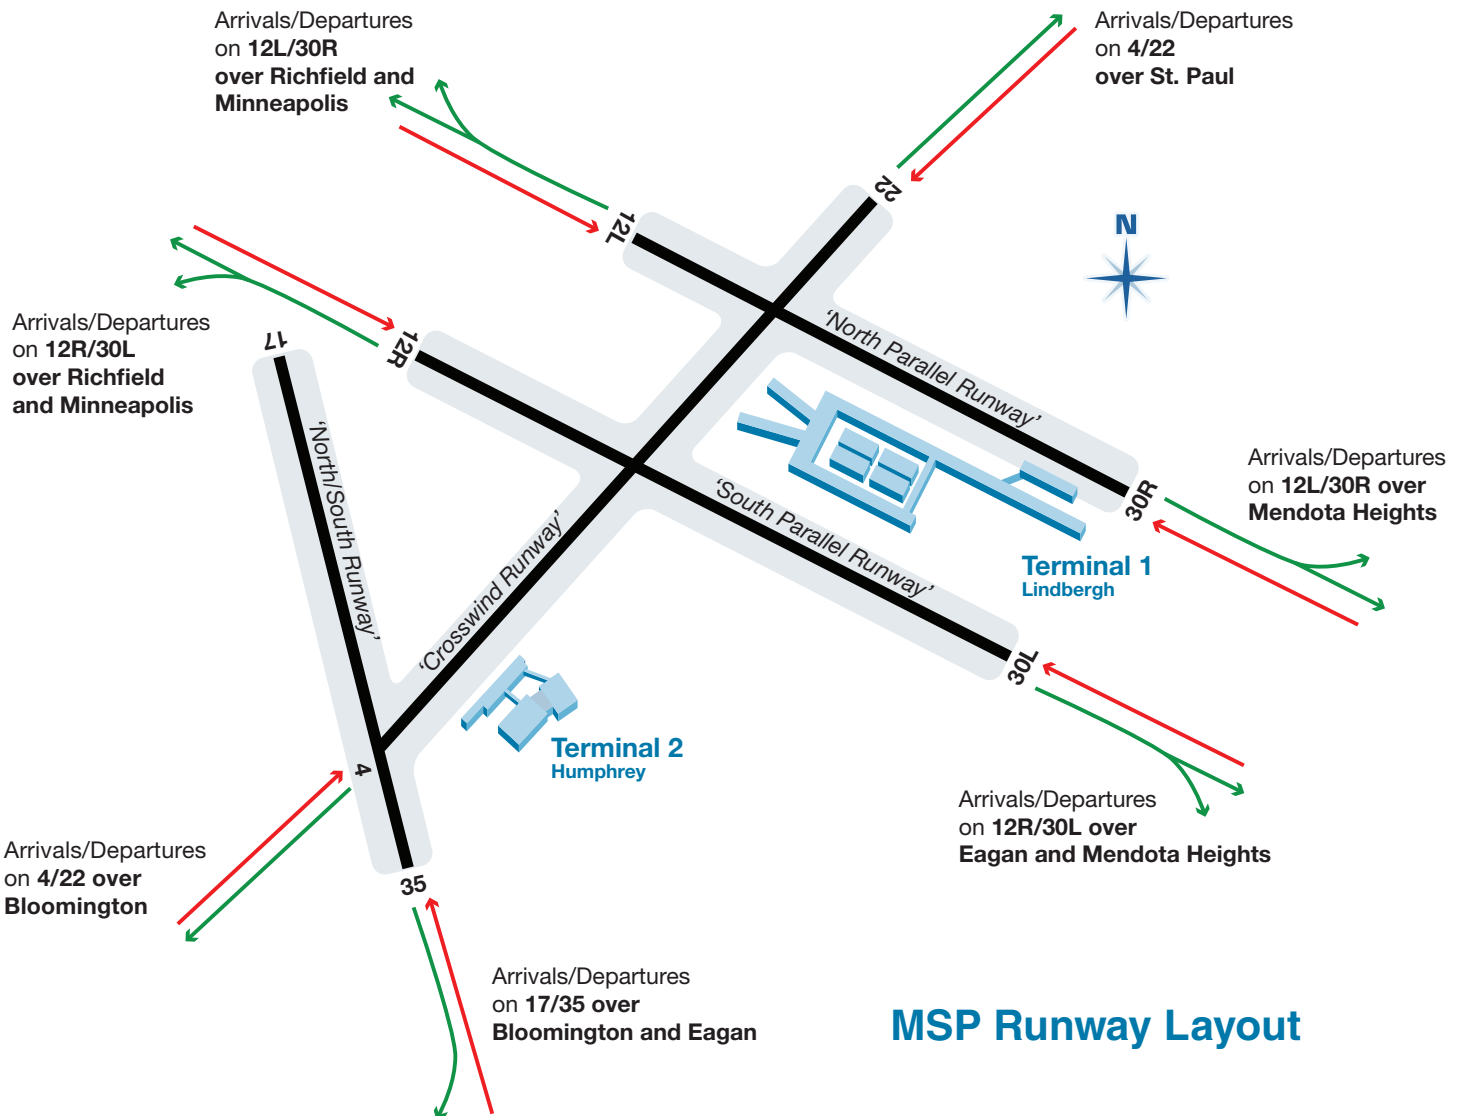 Arrivals/Departures
on 12L/30R
over Richfield and
Minneapolis
Arrivals/Departures
on 4/22
over St. Paul
22
12L
N
Arrivals/Departures
on 12R/30L
over Richfield
and Minneapolis
17
12R
'North Parallel Runway'
'North/South Runway'
'South Parallel Runway'
'Crosswind Runway'
Arrivals/Departures
on 12L/30R over
Mendota Heights
30R
Terminal 1
Lindbergh
30L
Terminal 2
Humphrey
4
Arrivals/Departures
on 12R/30L over
Eagan and Mendota Heights
Arrivals/Departures
on 4/22 over
Bloomington
35
Arrivals/Departures
on 17/35 over
Bloomington and Eagan
MSP Runway Layout